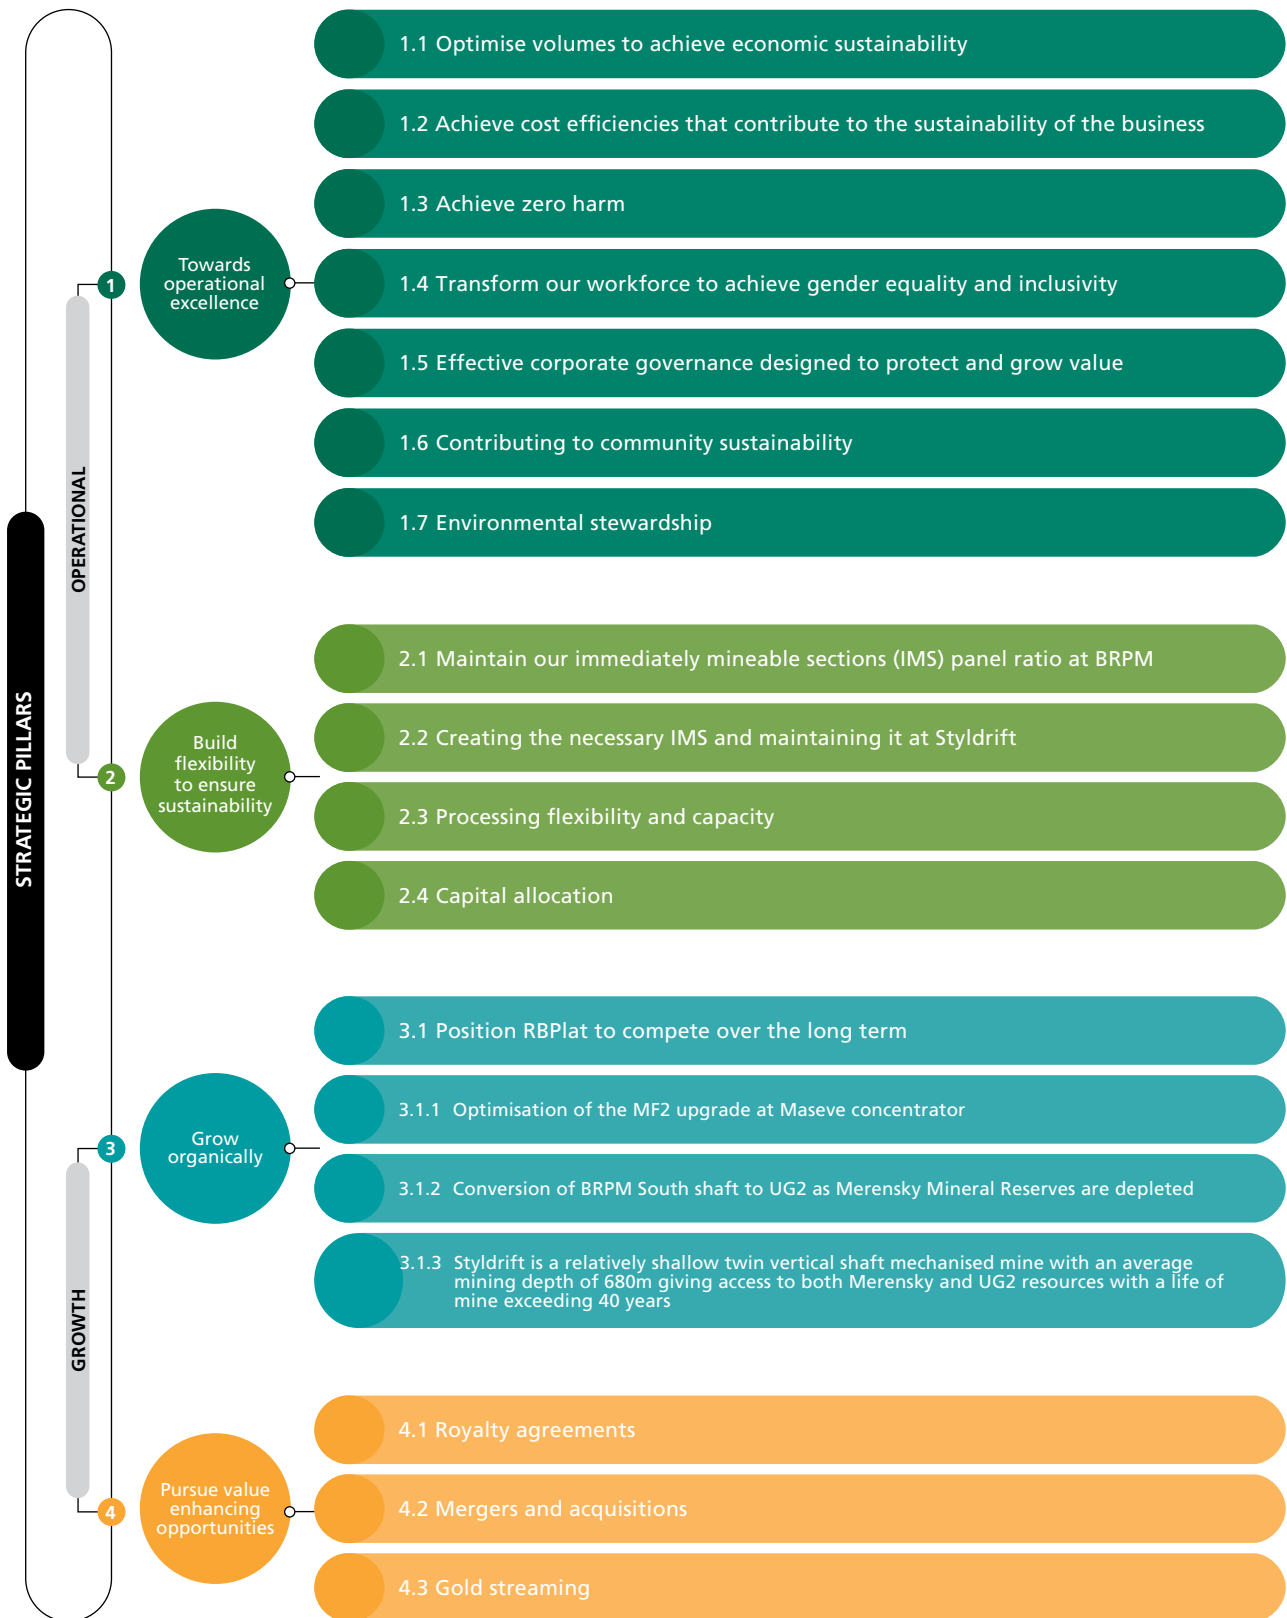 STRATEGIC PILLARS
OPERATIONAL
1
Towards
operational
excellence
1.1 Optimise volumes to achieve economic sustainability
1.2 Achieve cost efficiencies that contribute to the sustainability of the business
1.3 Achieve zero harm
1.4 Transform our workforce to achieve gender equality and inclusivity
1.5 Effective corporate governance designed to protect and grow value
1.6 Contributing to community sustainability
1.7 Environmental stewardship
2
Build
flexibility
to ensure
sustainability
2.1 Maintain our immediately mineable sections (IMS) panel ratio at BRPM
2.2 Creating the necessary IMS and maintaining it at Styldrift
2.3 Processing flexibility and capacity
2.4 Capital allocation
GROWTH
3
Grow
organically
3.1 Position RBPlat to compete over the long term
3.1.1 Optimisation of the MF2 upgrade at Maseve concentrator
3.1.2 Conversion of BRPM South shaft to UG2 as Merensky Mineral Reserves are depleted
3.1.3 Styldrift is a relatively shallow twin vertical shaft mechanised mine with an average
mining depth of 680m giving access to both Merensky and UG2 resources with a life of
mine exceeding 40 years
4
Pursue value
enhancing
opportunities
4.1 Royalty agreements
4.2 Mergers and acquisitions
4.3 Gold streaming